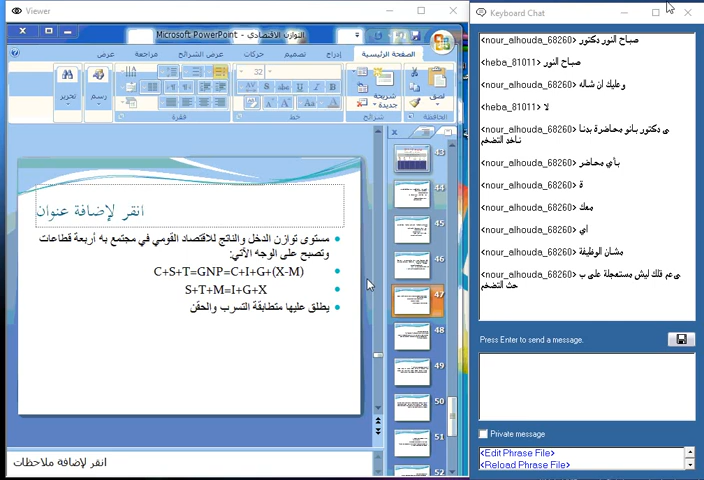 Viewer
Microsoft PowerPoint - التوازن الاقتصادي
الصفحة الرئيسية
إدراج
تصميم
حركات
عرض الشرائح
مراجعة
عرض
لصق
الحافظة
شريحة
جديدة
شرائح
32
خط
فقرة
رسم
تحرير
انقر لإضافة عنوان
مستوى توازن الدخل والناتج للاقتصاد القومي في مجتمع به أربعة قطاعات
وتصبح على الوجه الآتي:
C+S+T=GNP=C+I+G+(X-M)
S+T+M=I+G+X
يطلق عليها متطابقة التسرب والحقن
43
44
45
46
47
48
49
50
51
52
انقر لإضافة ملاحظات
Keyboard Chat
<nour_alhouda_68260> صباح النور دكتور
<heba_81011> صباح النور
<nour_alhouda_68260> وعليك ان شاله
<heba_81011> لا
<nour_alhouda_68260> ى دكتور بانو محاضرة بدنا
ناخد التضخم
<nour_alhouda_68260> بأي محاضر
<nour_alhouda_68260> ة
<nour_alhouda_68260> معك
<nour_alhouda_68260> اي
<nour_alhouda_68260> مشان الوظيفة
<nour_alhouda_68260> ىعم قلك ليش مستعجلة على ب
حث التضخم
Press Enter to send a message.
Private message
<Edit Phrase File>
<Reload Phrase File>